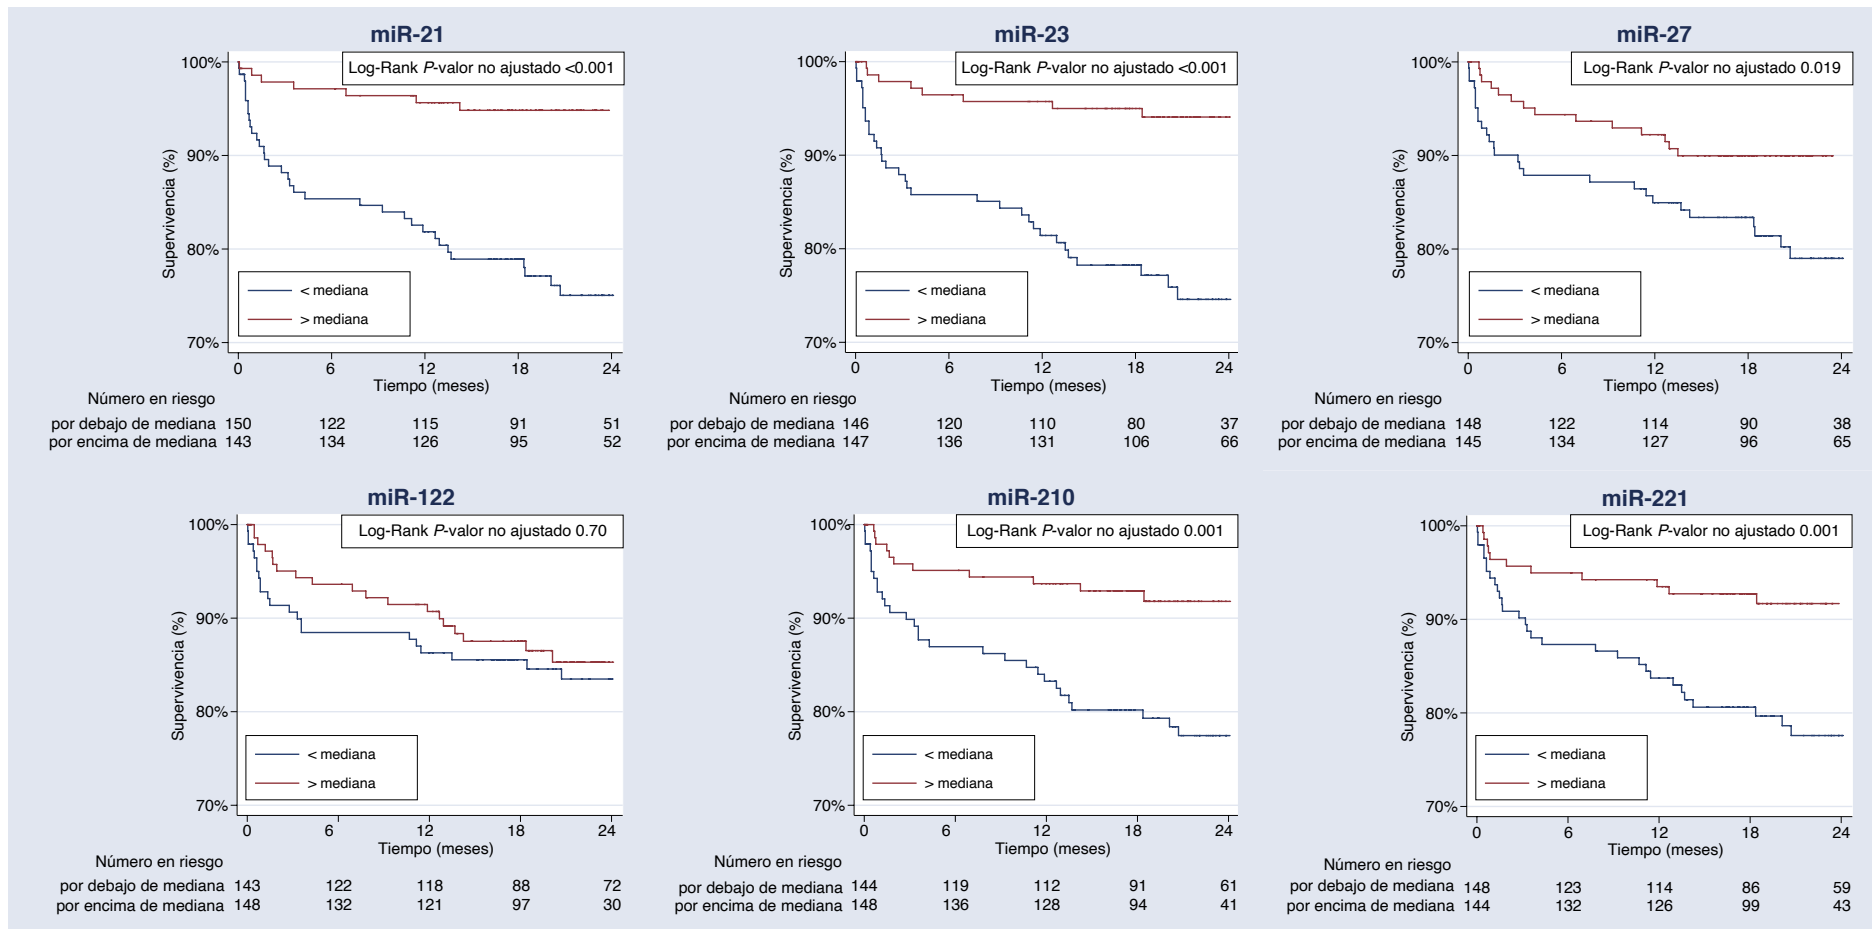 miR-21
Log-Rank P-valor no ajustado <0.001
100%
90%
80%
70%
Supervivencia (%)
< mediana
> mediana
0 6 12 18 24
Tiempo (meses)
Número en riesgo
por debajo de mediana 150 122 115 91 51
por encima de mediana 143 134 126 95 52
miR-23
Log-Rank P-valor no ajustado <0.001
100%
90%
80%
70%
Supervivencia (%)
< mediana
> mediana
0 6 12 18 24
Tiempo (meses)
Número en riesgo
por debajo de mediana 146 120 110 80 37
por encima de mediana 147 136 131 106 66
miR-27
Log-Rank P-valor no ajustado 0.019
100%
90%
80%
70%
Supervivencia (%)
< mediana
> mediana
0 6 12 18 24
Tiempo (meses)
Número en riesgo
por debajo de mediana 148 122 114 90 38
por encima de mediana 145 134 127 96 65
miR-122
Log-Rank P-valor no ajustado 0.70
100%
90%
80%
70%
Supervivencia (%)
< mediana
> mediana
0 6 12 18 24
Tiempo (meses)
Número en riesgo
por debajo de mediana 143 122 118 88 72
por encima de mediana 148 132 121 97 30
miR-210
Log-Rank P-valor no ajustado 0.001
100%
90%
80%
70%
Supervivencia (%)
< mediana
> mediana
0 6 12 18 24
Tiempo (meses)
Número en riesgo
por debajo de mediana 144 119 112 91 61
por encima de mediana 148 136 128 94 41
miR-221
Log-Rank P-valor no ajustado 0.001
100%
90%
80%
70%
Supervivencia (%)
< mediana
> mediana
0 6 12 18 24
Tiempo (meses)
Número en riesgo
por debajo de mediana 148 123 114 86 59
por encima de mediana 144 132 126 99 43